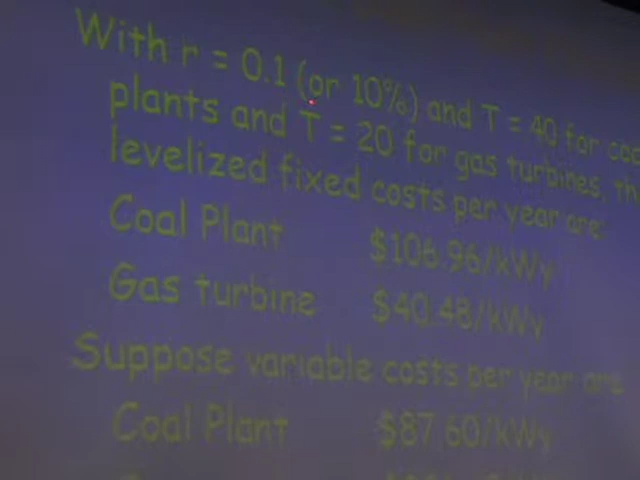 With r = 0.1 (or 10%) and T = 40 for
plants and T = 20 for gas turbines,
levelized fixed costs per year are:
Coal Plant $106.96/kWy
Gas turbine $40.48/kWy
Suppose variable costs per year are
Coal Plant $87.60/kWy